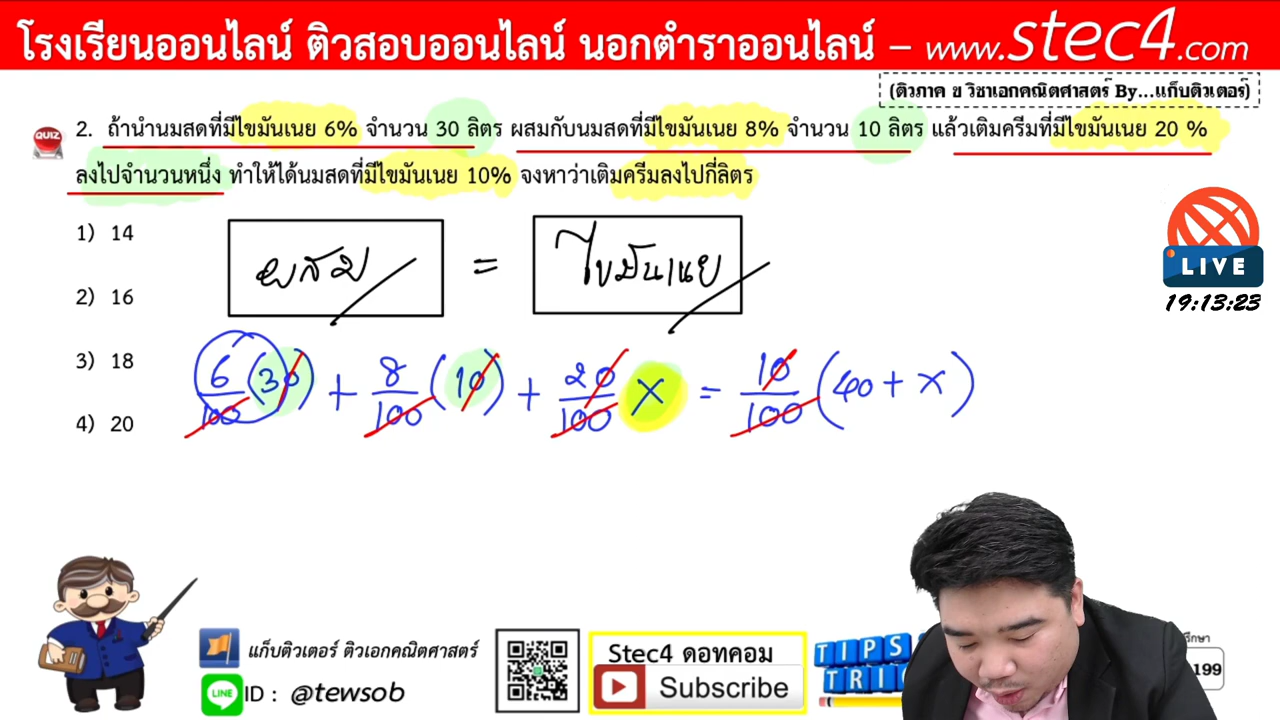 โรงเรียนออนไลน์ ติวสอบออนไลน์ นอกตำราออนไลน์ – www.stec4.com
(ติวภาค ข วิชาเอกคณิตศาสตร์ By...แก็บติวเตอร์)
QUIZ
2. ถ้านำนมสดที่มีไขมันเนย 6% จำนวน 30 ลิตร ผสมกับนมสดที่มีไขมันเนย 8% จำนวน 10 ลิตร แล้วเติมครีมที่มีไขมันเนย 20 %
ลงไปจำนวนหนึ่ง ทำให้ได้นมสดที่มีไขมันเนย 10% จงหาว่าเติมครีมลงไปกี่ลิตร
LIVE
19:13:23
1) 14
ผสม = ไขมันเนย
2) 16
3) 18
6/100 (30) + 8/100 (10) + 20/100 x = 10/100 (40 + x)
4) 20
แก็บติวเตอร์ ติวเอกคณิตศาสตร์
LINE ID : @tewsob
Stec4 ดอทคอม
Subscribe
TIPS
TRI
199